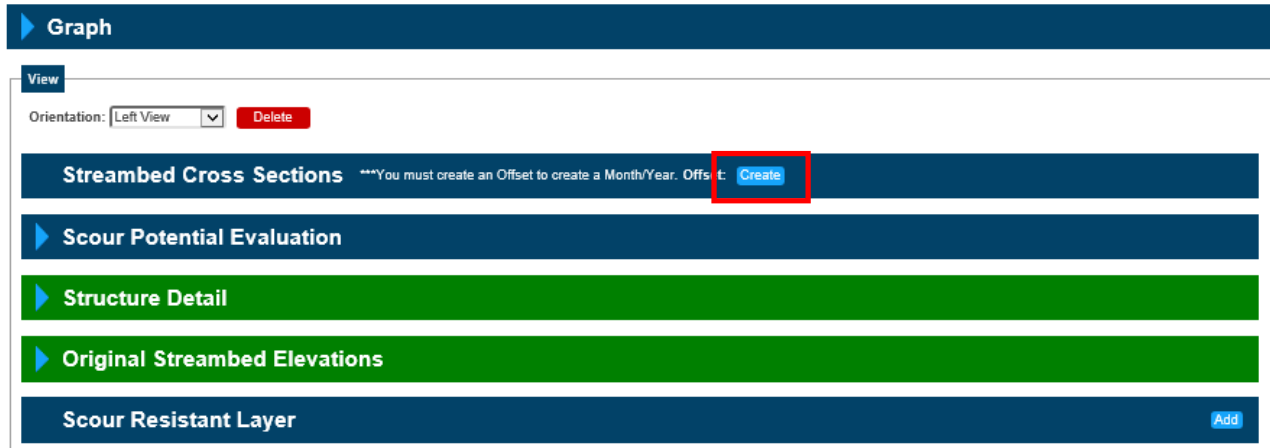 Graph
View
Orientation: Left View Delete
Streambed Cross Sections ***You must create an Offset to create a Month/Year. Offset: Create
Scour Potential Evaluation
Structure Detail
Original Streambed Elevations
Scour Resistant Layer Add